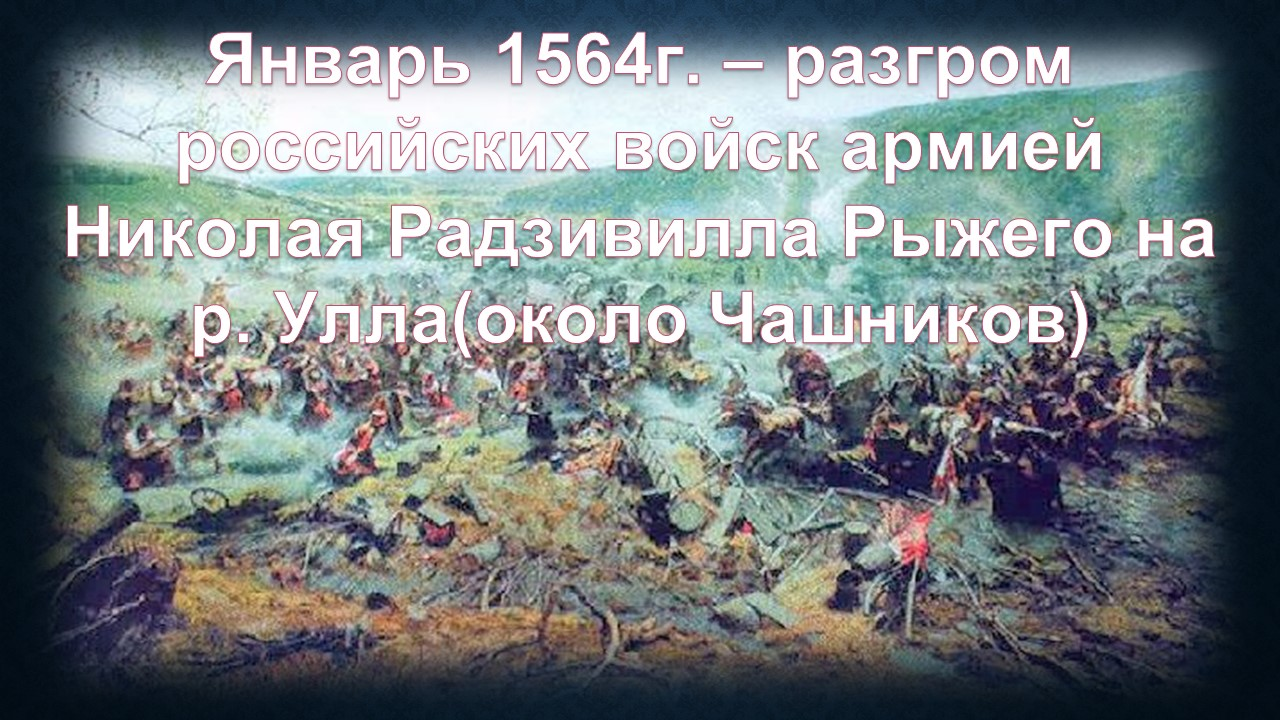 Январь 1564г. – разгром
российских войск армией
Николая Радзивилла Рыжего на
р. Улла(около Чашников)